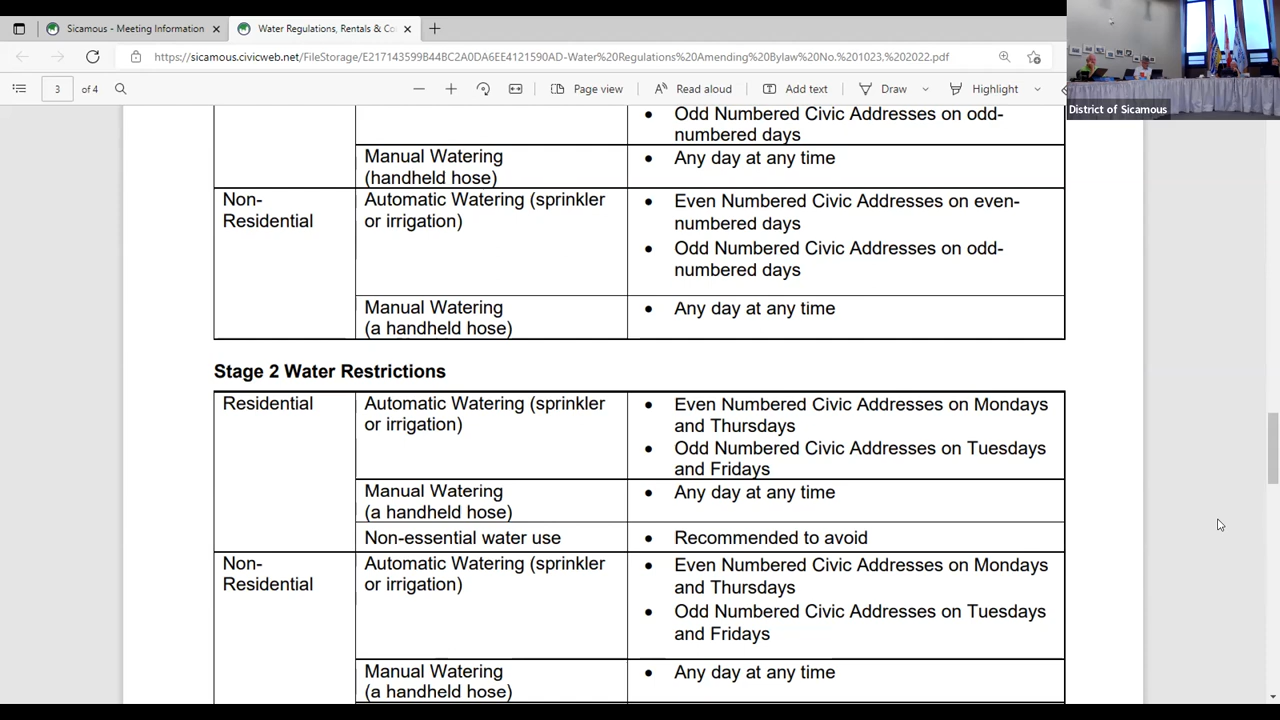 Sicamous - Meeting Information
Water Regulations, Rentals & Co
https://sicamous.civicweb.net/FileStorage/E217143599B44BC2A0DA6EE4121590AD-Water%20Regulations%20Amending%20Bylaw%20No.%201023,%202022.pdf
3 of 4
Page view
Read aloud
Add text
Draw
Highlight
District of Sicamous
• Odd Numbered Civic Addresses on odd-
numbered days
Manual Watering
(handheld hose)
• Any day at any time
Non-
Residential
Automatic Watering (sprinkler
or irrigation)
• Even Numbered Civic Addresses on even-
numbered days
• Odd Numbered Civic Addresses on odd-
numbered days
Manual Watering
(a handheld hose)
• Any day at any time
Stage 2 Water Restrictions
Residential
Automatic Watering (sprinkler
or irrigation)
• Even Numbered Civic Addresses on Mondays
and Thursdays
• Odd Numbered Civic Addresses on Tuesdays
and Fridays
Manual Watering
(a handheld hose)
• Any day at any time
Non-essential water use
• Recommended to avoid
Non-
Residential
Automatic Watering (sprinkler
or irrigation)
• Even Numbered Civic Addresses on Mondays
and Thursdays
• Odd Numbered Civic Addresses on Tuesdays
and Fridays
Manual Watering
(a handheld hose)
• Any day at any time